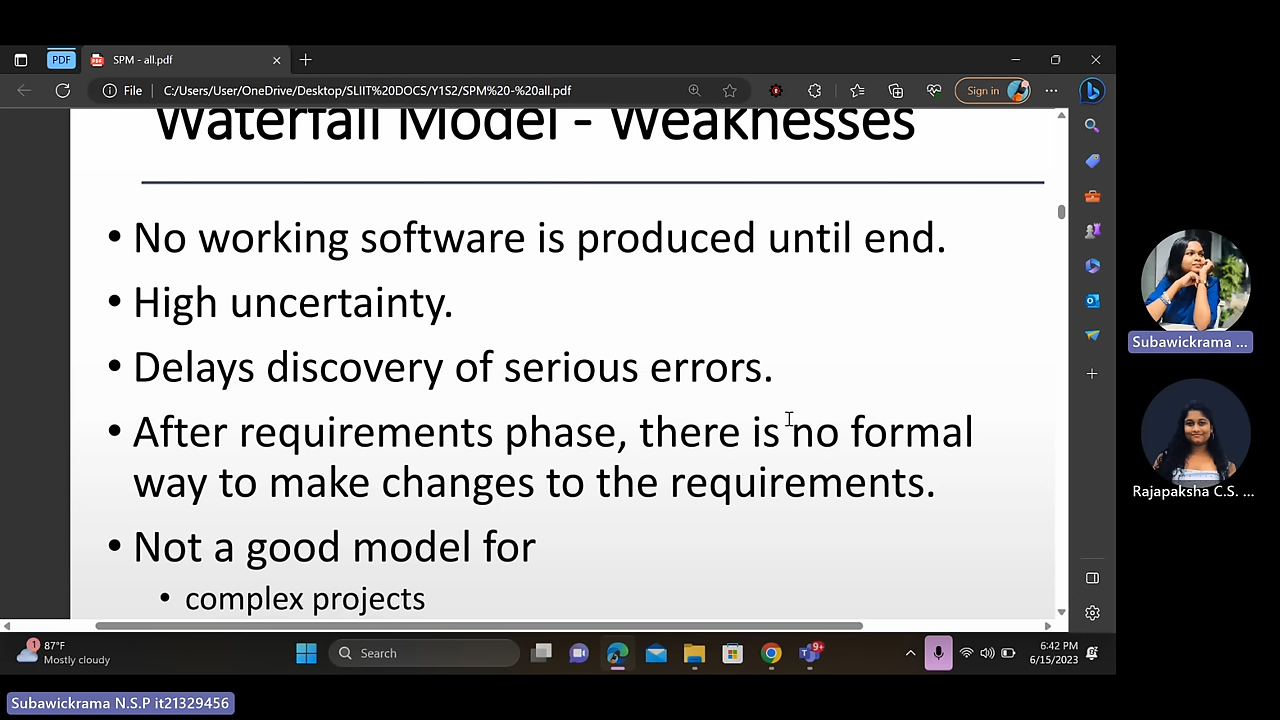 PDF
SPM - all.pdf
File
C:/Users/User/OneDrive/Desktop/SLIIT%20DOCS/Y1S2/SPM%20-%20all.pdf
Sign in
Waterfall Model - Weaknesses
• No working software is produced until end.
• High uncertainty.
• Delays discovery of serious errors.
• After requirements phase, there is no formal
way to make changes to the requirements.
• Not a good model for
• complex projects
Subawickrama ...
Rajapaksha C.S. ...
1
87°F
Mostly cloudy
Search
9+
6:42 PM
6/15/2023
Subawickrama N.S.P it21329456